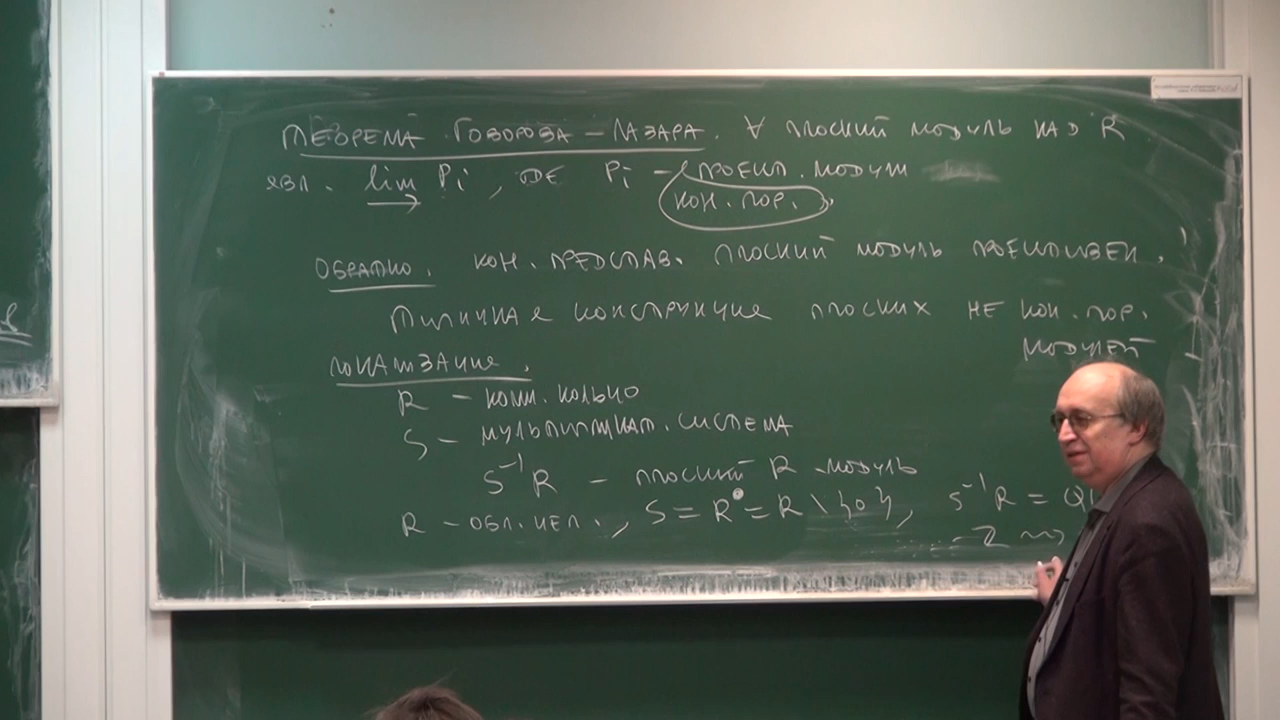 ТЕОРЕМА ГОВОРОВА – ЛАЗАРА. ∀ ПЛОСКИЙ МОДУЛЬ НАД R
ЯВЛ. lim→ Pi, ГДЕ Pi – ПРОЕКТ. МОДУЛИ
КОН. ПОР.
ОБРАТНО. КОН. ПРЕДСТАВ. ПЛОСКИЙ МОДУЛЬ ПРОЕКТИВЕН.
ТИПИЧНАЯ КОНСТРУКЦИЯ ПЛОСКИХ НЕ КОН. ПОР.
МОДУЛЕЙ –
ЛОКАЛИЗАЦИЯ.
R – КОММ. КОЛЬЦО
S – МУЛЬТИПЛИКАТ. СИСТЕМА
S⁻¹R – ПЛОСКИЙ R-МОДУЛЬ
R – ОБЛ. ЦЕЛ., S = R• = R \ {0}, S⁻¹R = Q(
ℤ ⇝